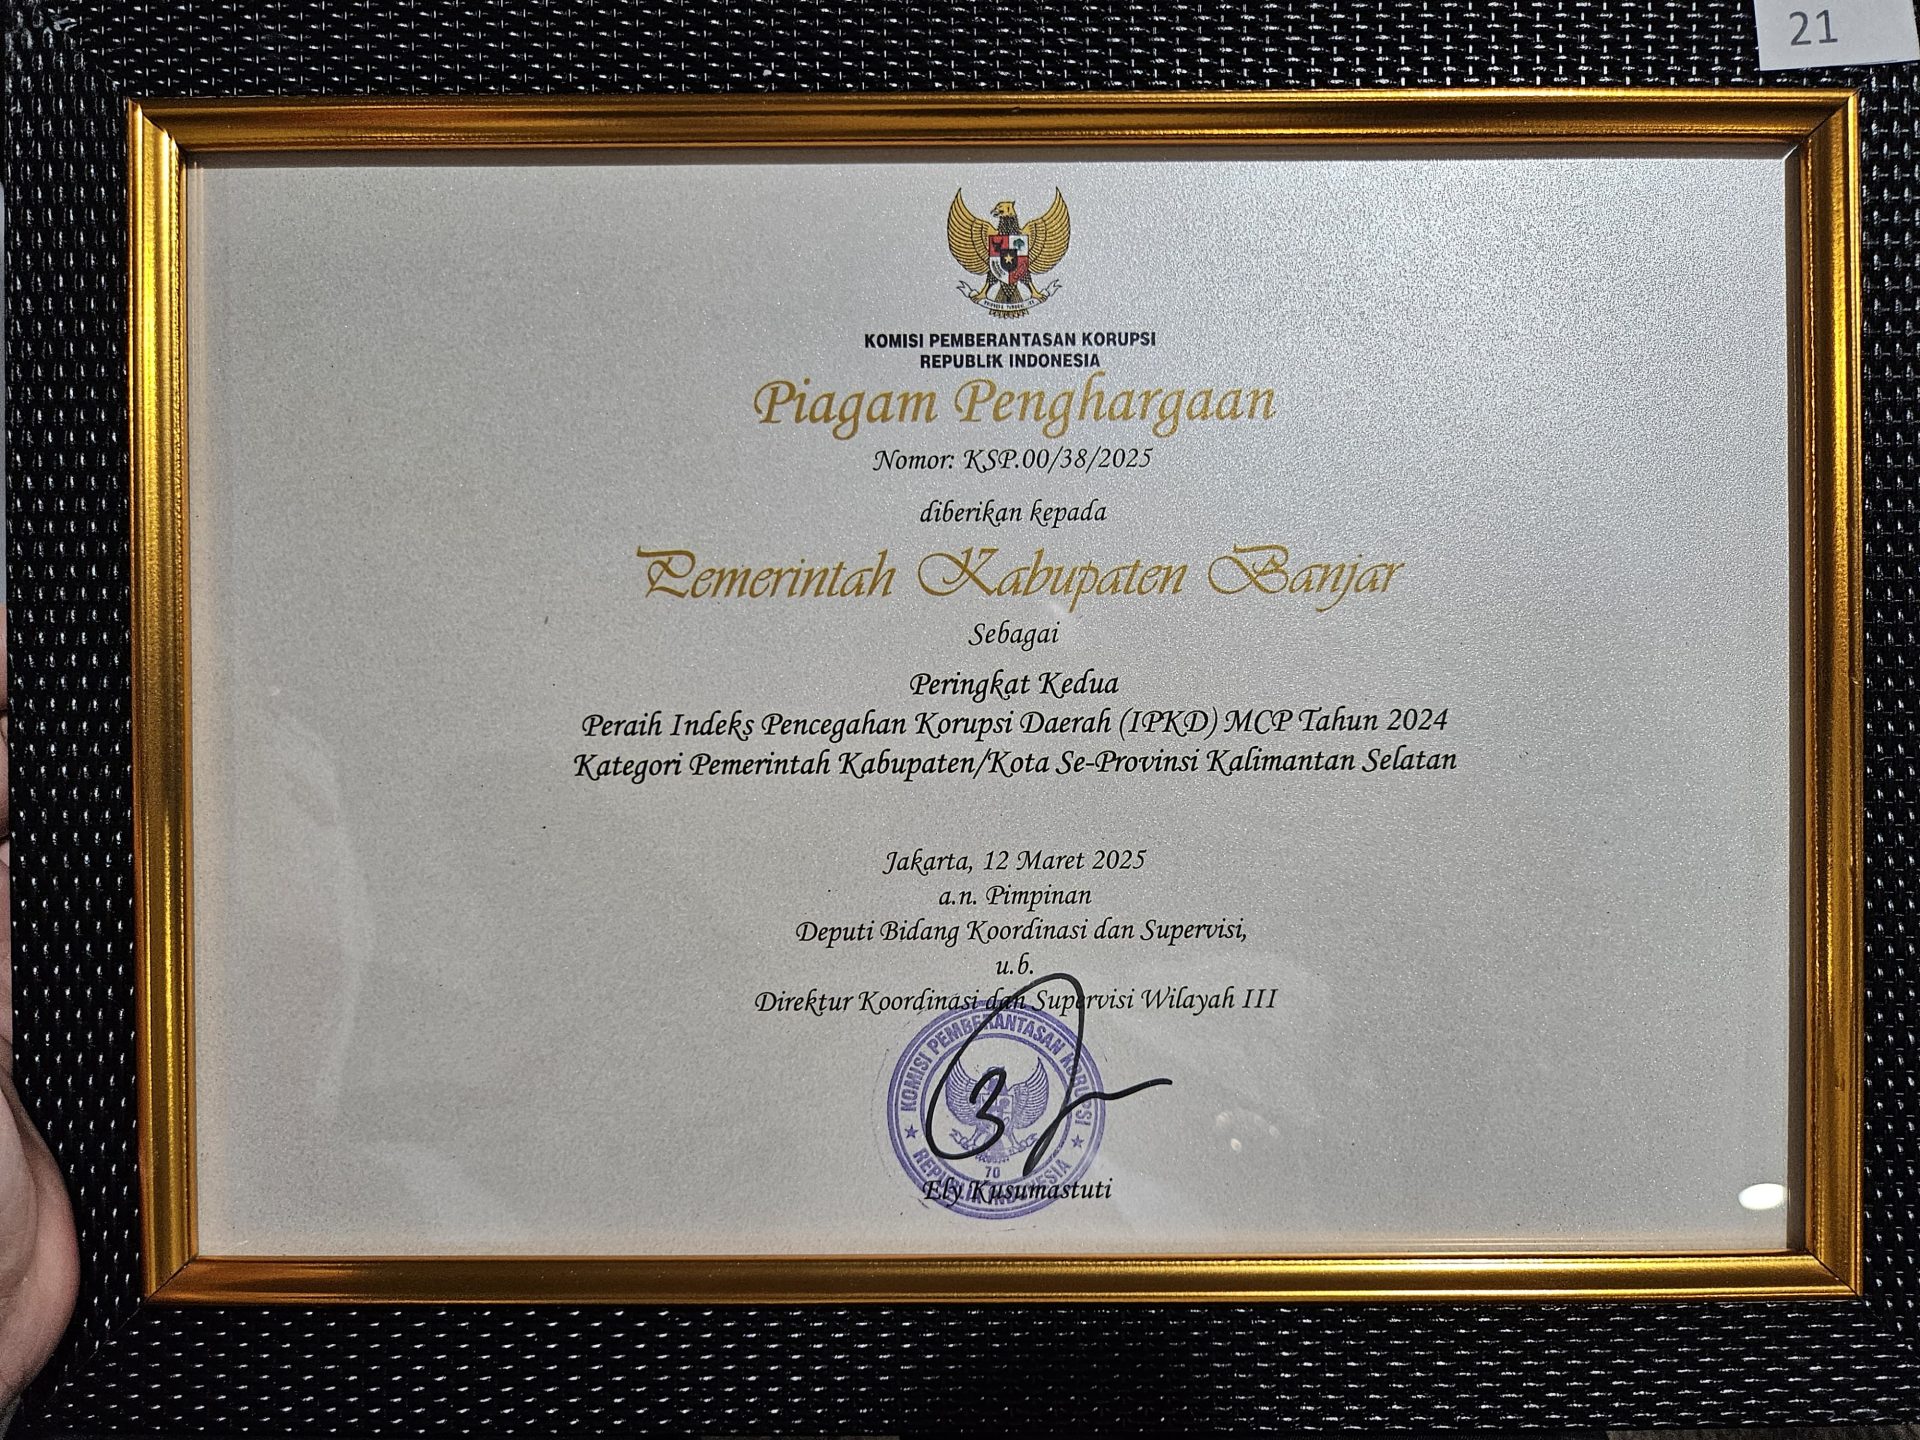 21
KOMISI PEMBERANTASAN KORUPSI
REPUBLIK INDONESIA
Piagam Penghargaan
Nomor: KSP.00/38/2025
diberikan kepada
Pemerintah Kabupaten Banjar
Sebagai
Peringkat Kedua
Peraih Indeks Pencegahan Korupsi Daerah (IPKD) MCP Tahun 2024
Kategori Pemerintah Kabupaten/Kota Se-Provinsi Kalimantan Selatan
Jakarta, 12 Maret 2025
a.n. Pimpinan
Deputi Bidang Koordinasi dan Supervisi,
u.b.
Direktur Koordinasi dan Supervisi Wilayah III
KOMISI PEMBERANTASAN KORUPSI
70
REPUBLIK INDONESIA
Ely Kusumastuti